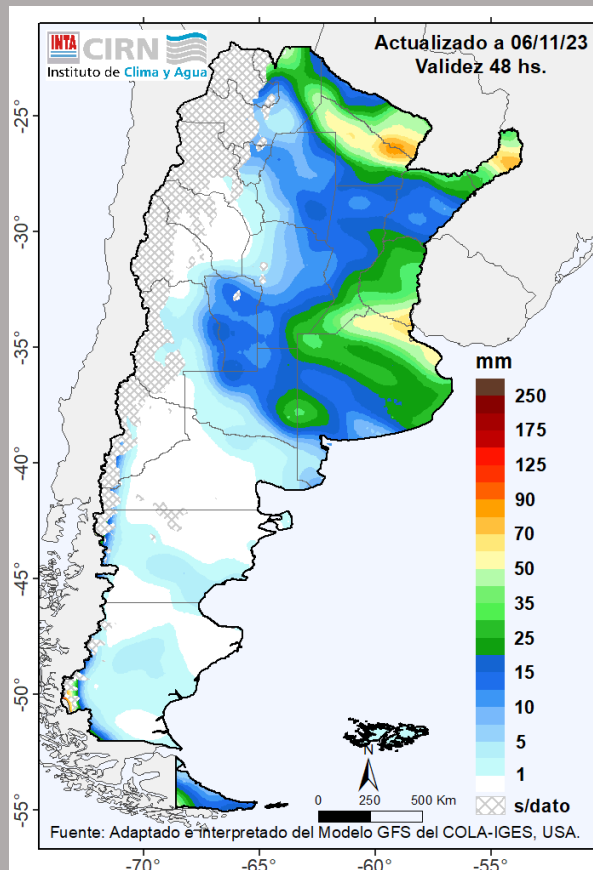 INTA CIRN
Instituto de Clima y Agua
Actualizado a 06/11/23
Validez 48 hs.
-25°
-30°
-35°
-40°
-45°
-50°
-55°
mm
250
175
125
90
70
50
35
25
15
10
5
1
s/dato
N
0 250 500 Km
Fuente: Adaptado e interpretado del Modelo GFS del COLA-IGES, USA.
-70° -65° -60° -55°